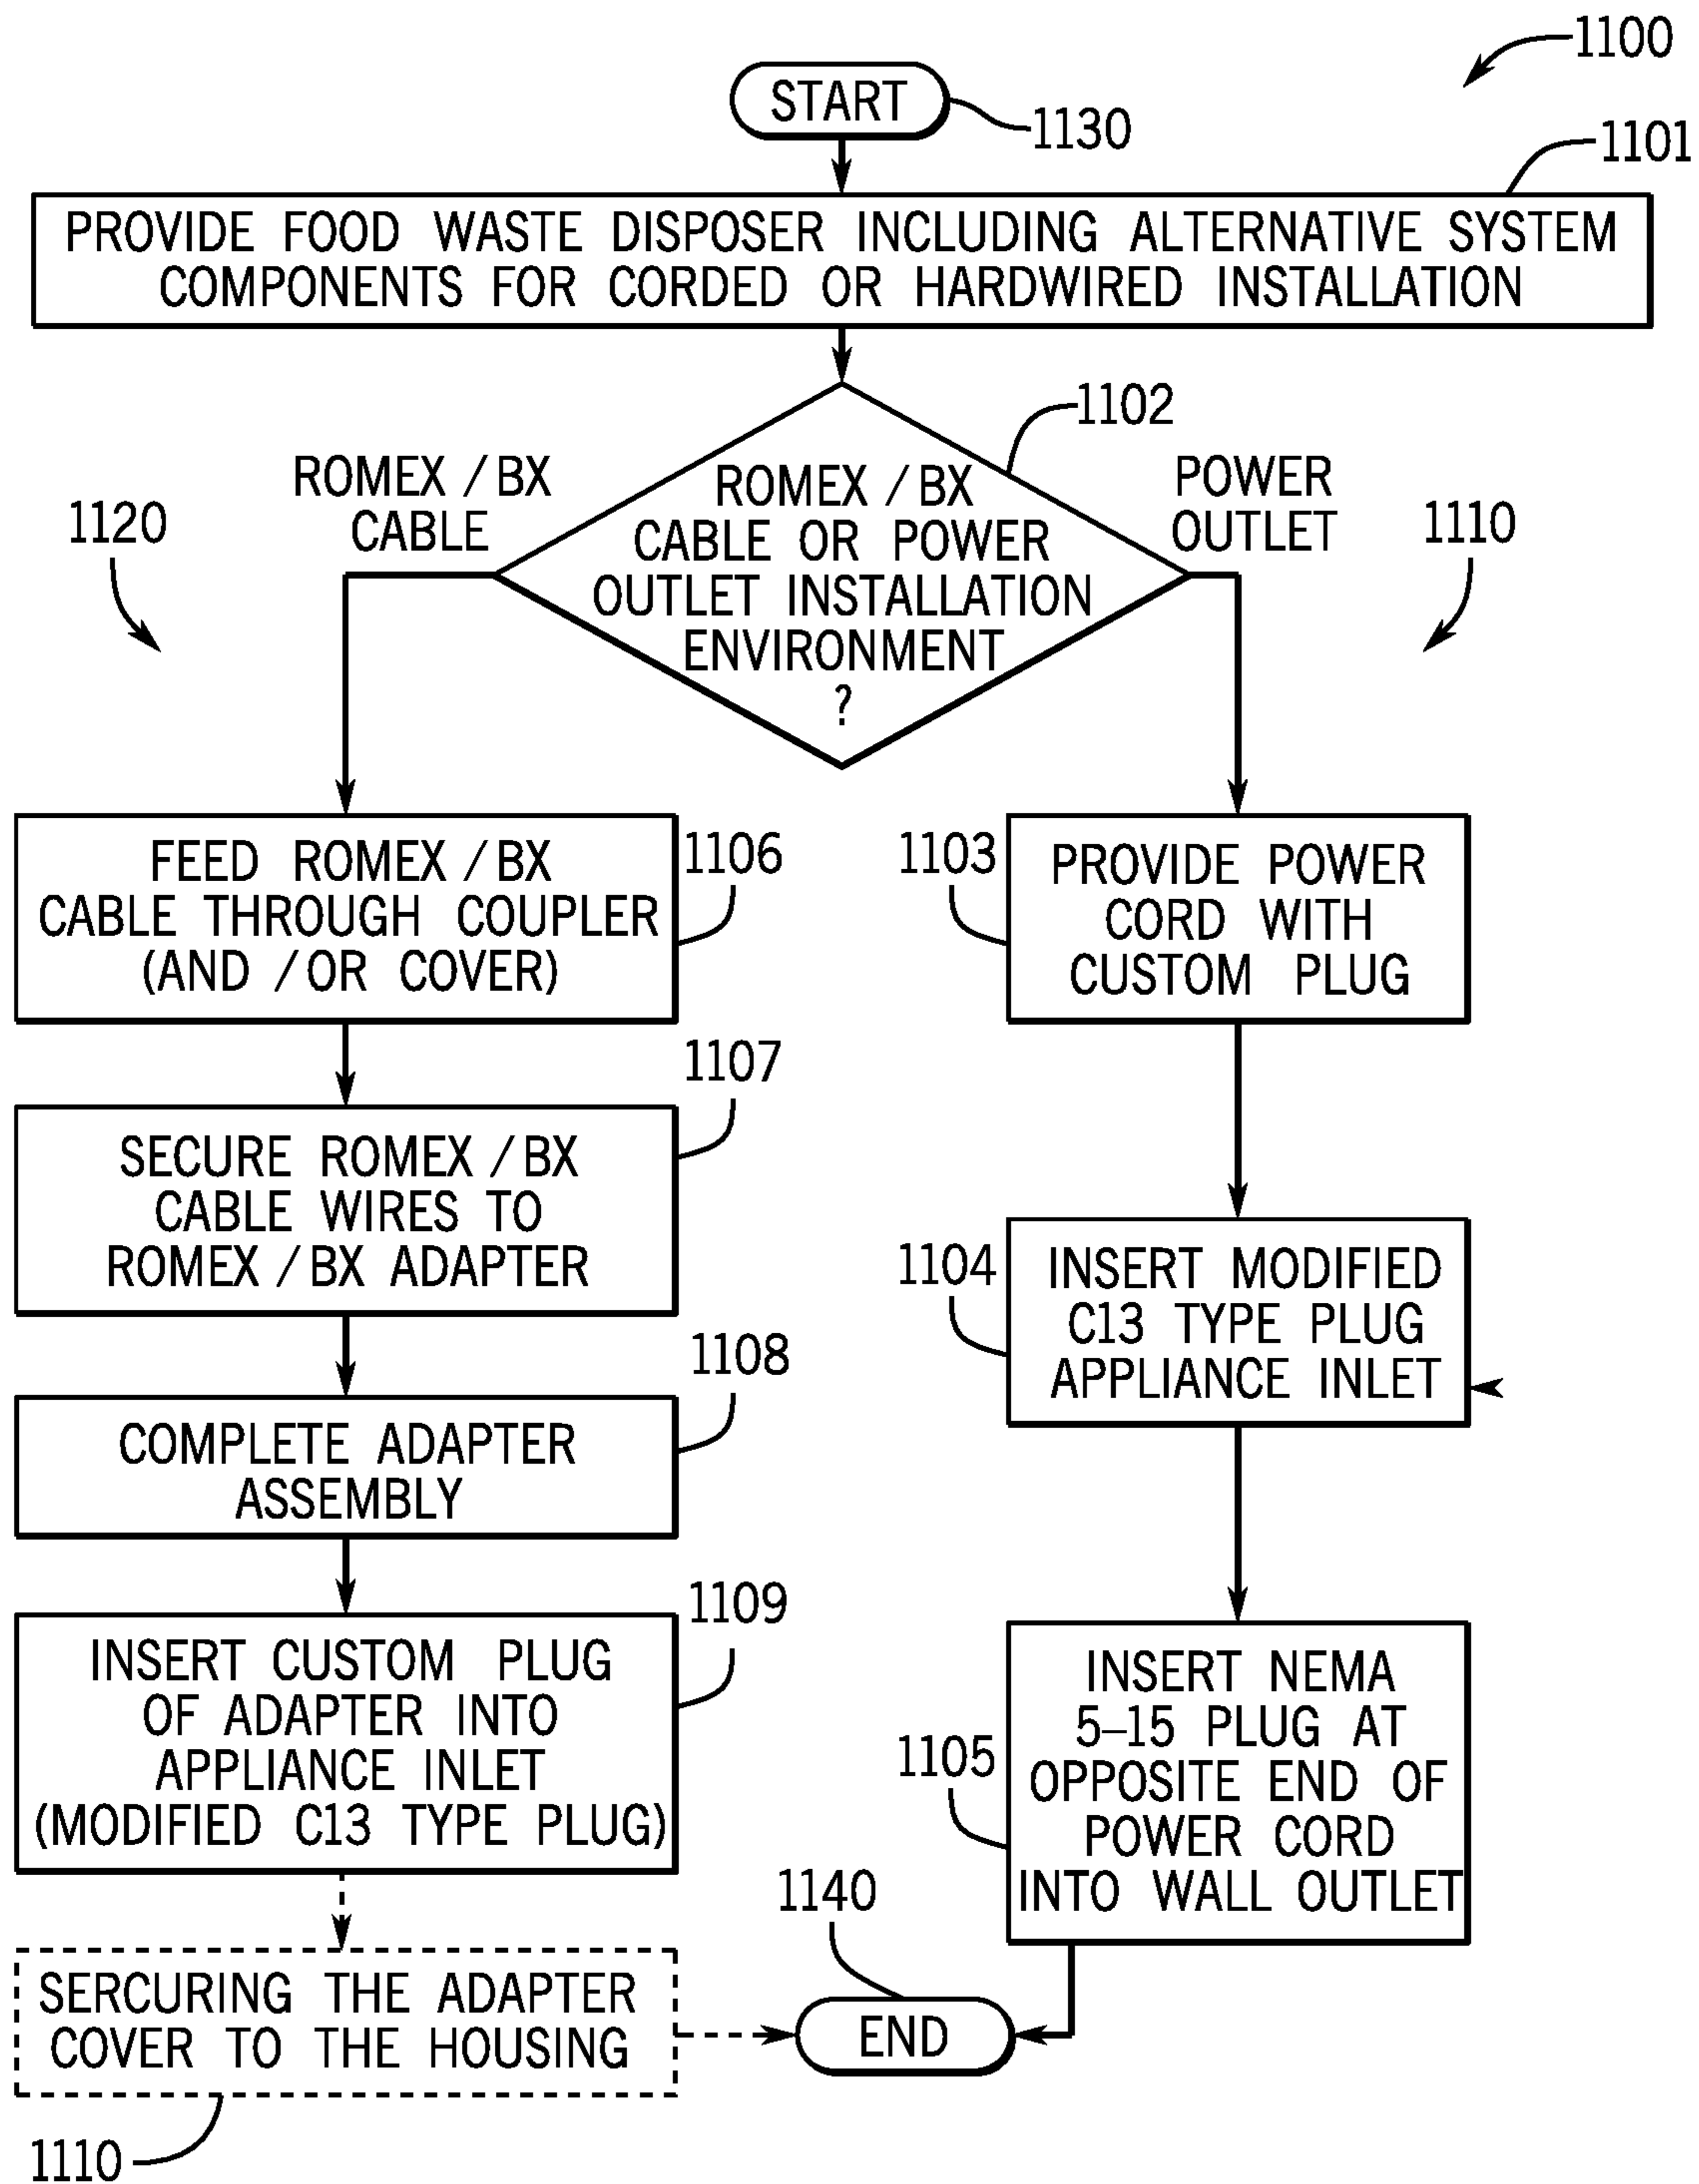 1100
START
1130
1101
PROVIDE FOOD WASTE DISPOSER INCLUDING ALTERNATIVE SYSTEM
COMPONENTS FOR CORDED OR HARDWIRED INSTALLATION
1102
ROMEX / BX
CABLE
ROMEX / BX
CABLE OR POWER
OUTLET INSTALLATION
ENVIRONMENT
?
POWER
OUTLET
1120
1110
FEED ROMEX / BX
CABLE THROUGH COUPLER
(AND / OR COVER)
1106
1103
PROVIDE POWER
CORD WITH
CUSTOM PLUG
1107
SECURE ROMEX / BX
CABLE WIRES TO
ROMEX / BX ADAPTER
1104
INSERT MODIFIED
C13 TYPE PLUG
APPLIANCE INLET
1108
COMPLETE ADAPTER
ASSEMBLY
1109
INSERT CUSTOM PLUG
OF ADAPTER INTO
APPLIANCE INLET
(MODIFIED C13 TYPE PLUG)
1105
INSERT NEMA
5–15 PLUG AT
OPPOSITE END OF
POWER CORD
INTO WALL OUTLET
1140
SERCURING THE ADAPTER
COVER TO THE HOUSING
END
1110